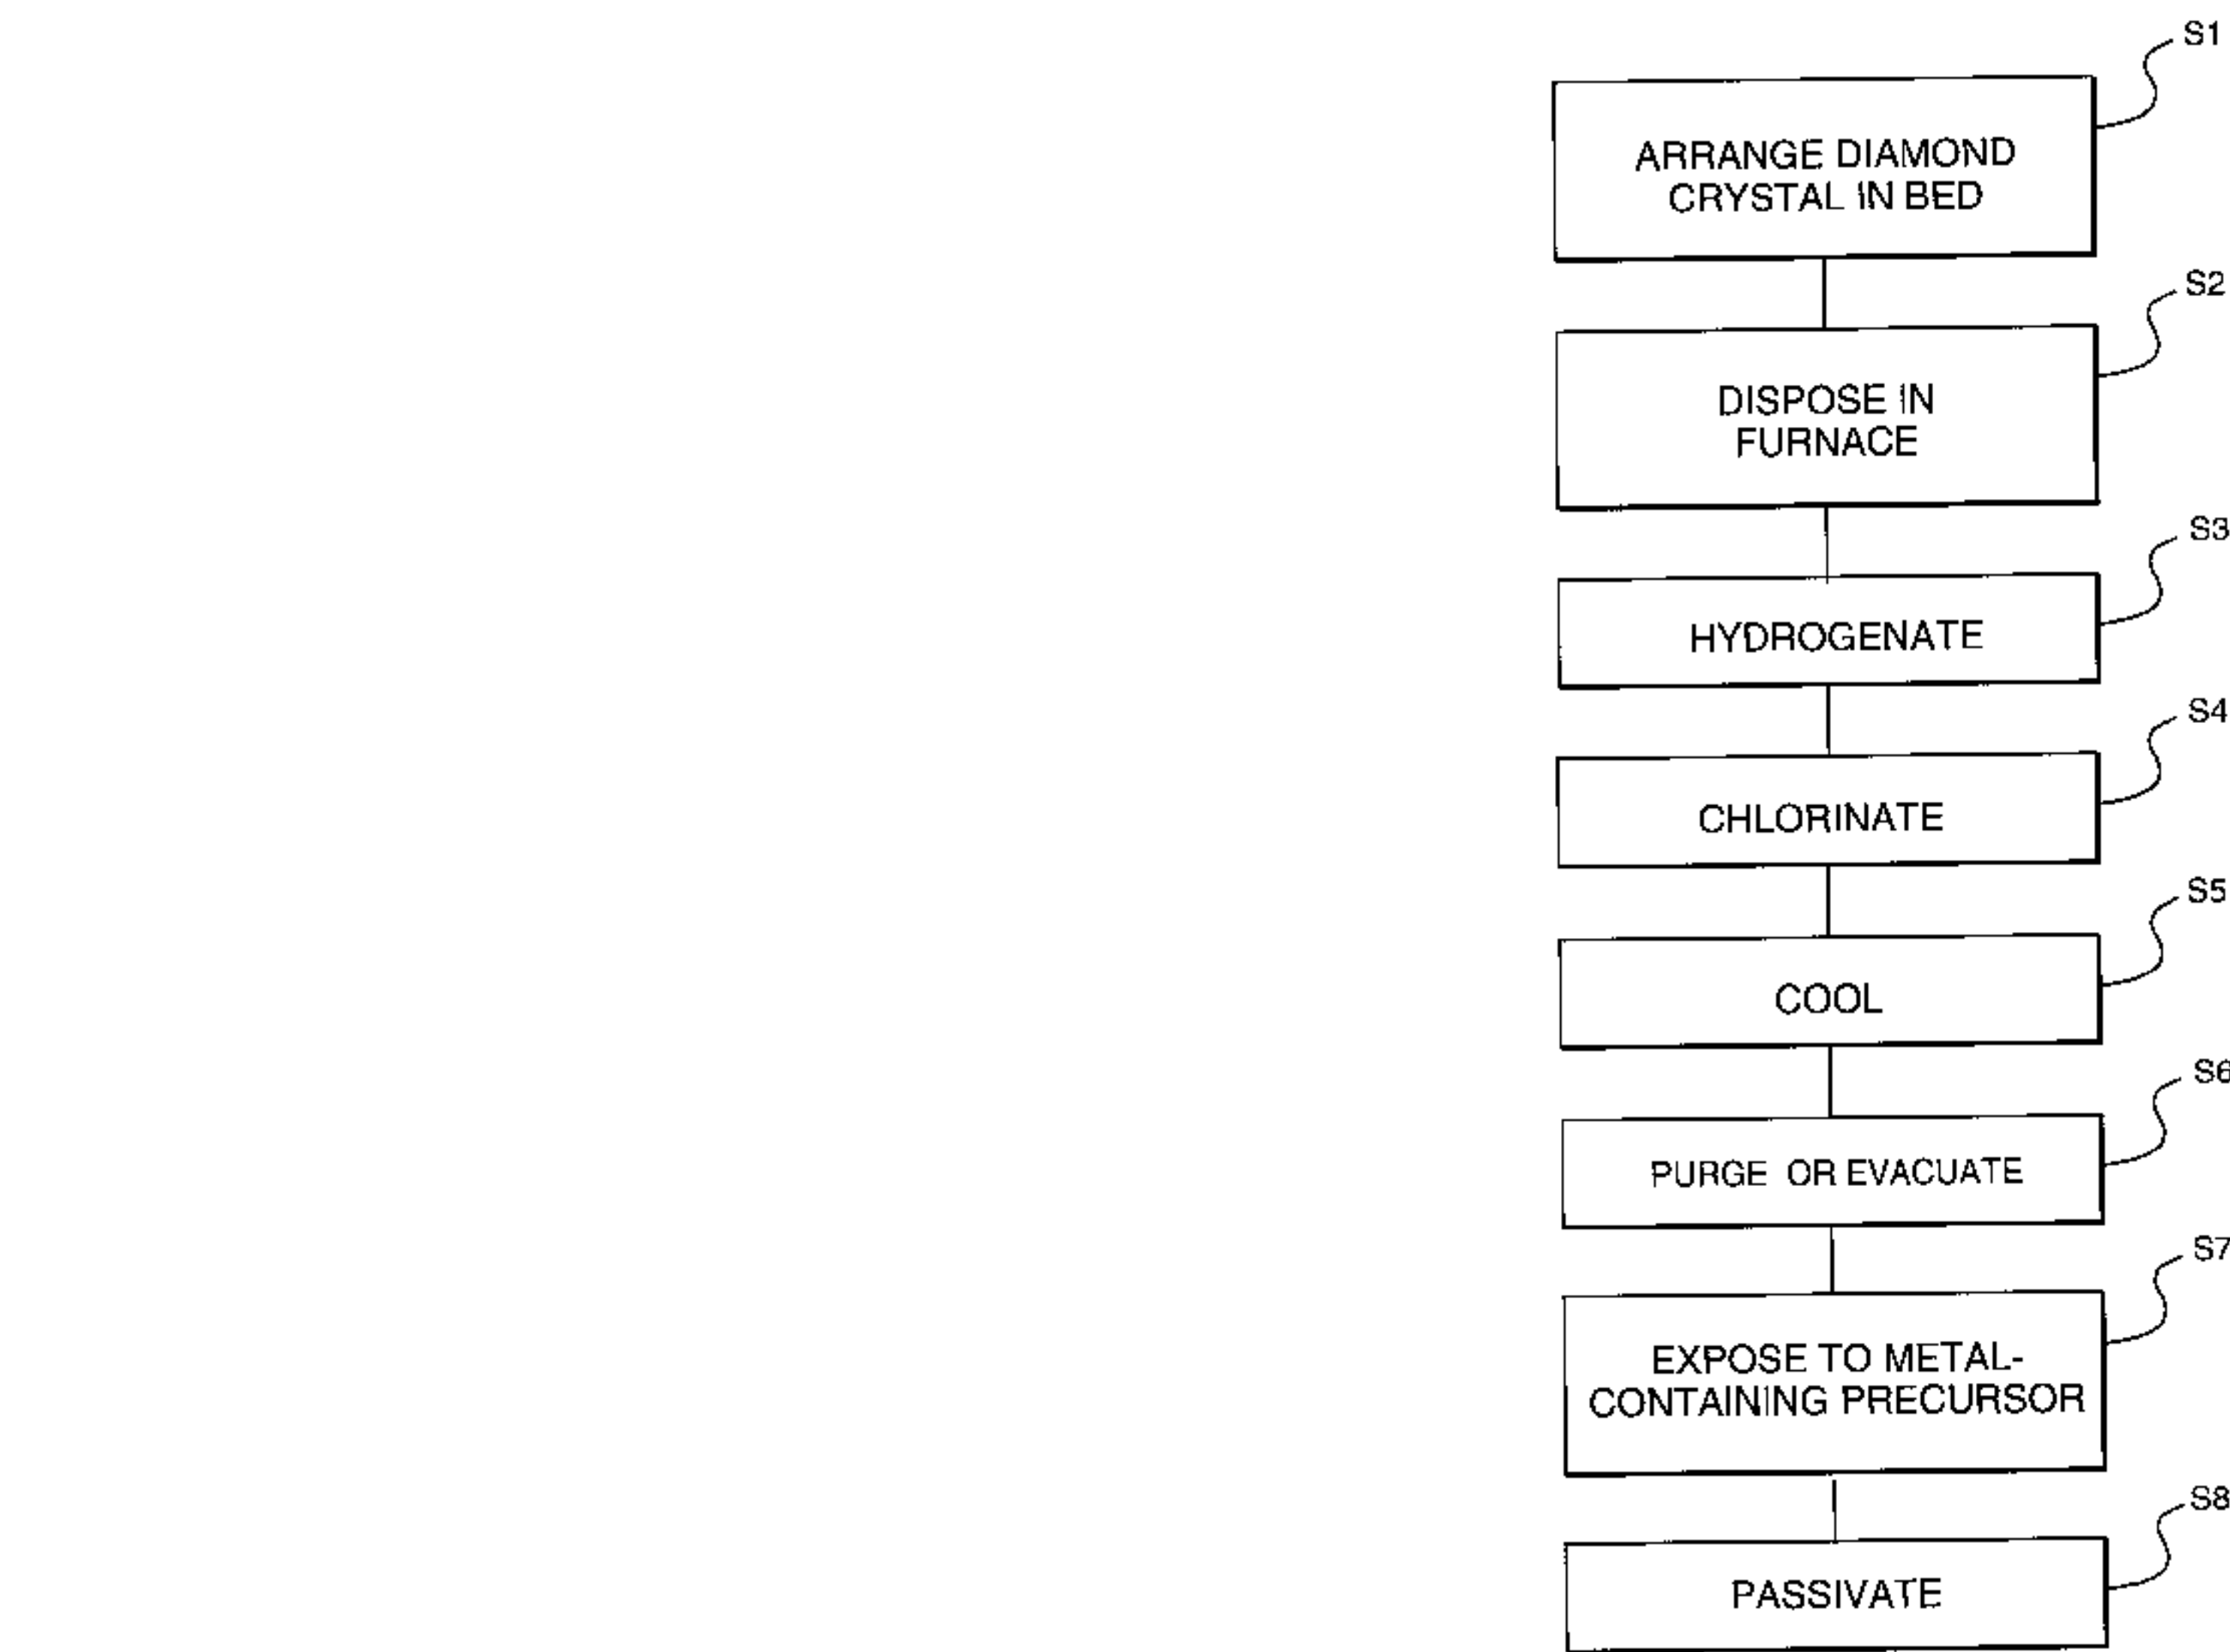 S1
ARRANGE DIAMOND
CRYSTAL IN BED
S2
DISPOSE IN
FURNACE
S3
HYDROGENATE
S4
CHLORINATE
S5
COOL
S6
PURGE OR EVACUATE
S7
EXPOSE TO METAL-
CONTAINING PRECURSOR
S8
PASSIVATE